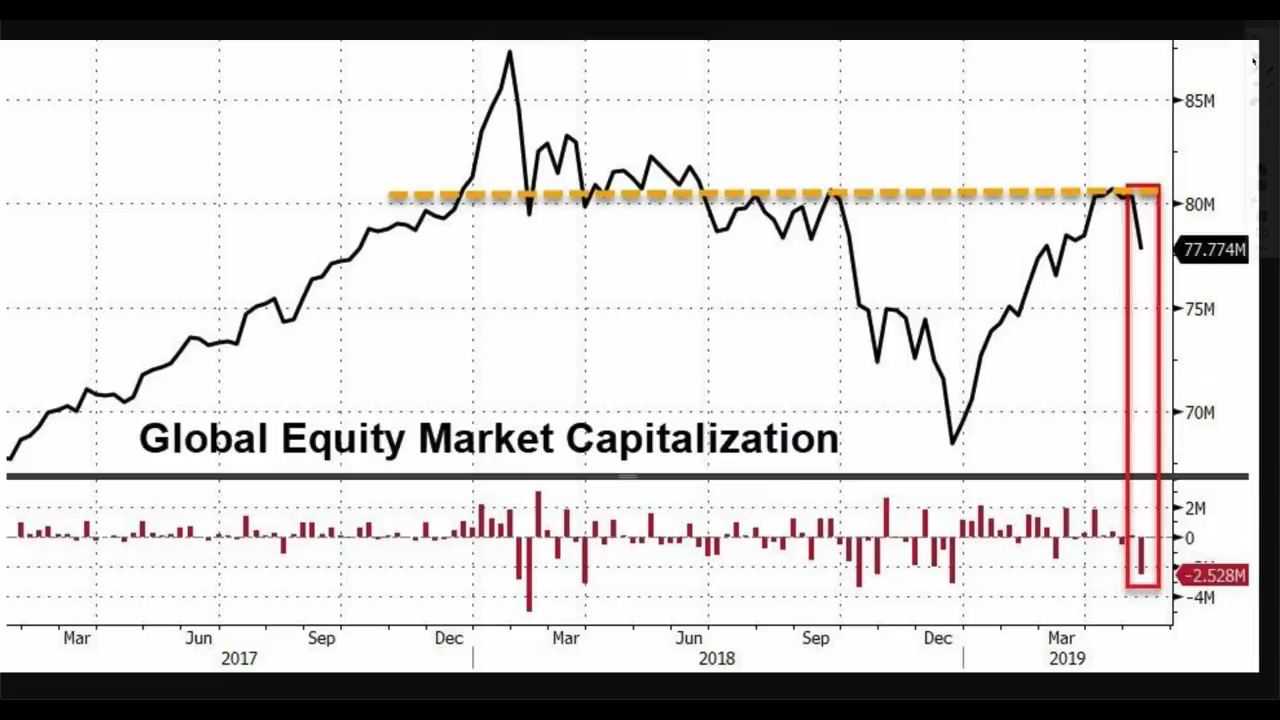 85M
80M
77.774M
75M
70M
Global Equity Market Capitalization
2M
0
-2.528M
-4M
Mar Jun Sep Dec Mar Jun Sep Dec Mar
2017 2018 2019